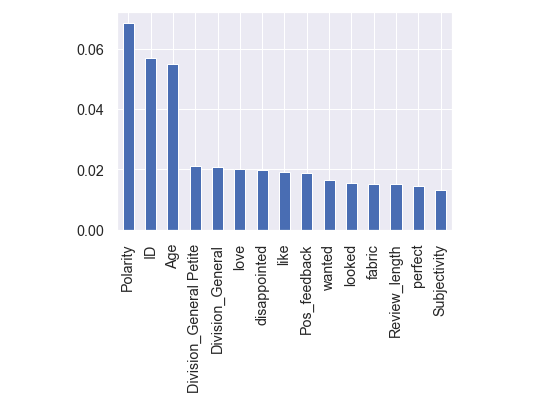 0.06
0.04
0.02
0.00
Polarity
ID
Age
Division_General Petite
Division_General
love
disappointed
like
Pos_feedback
wanted
looked
fabric
Review_length
perfect
Subjectivity